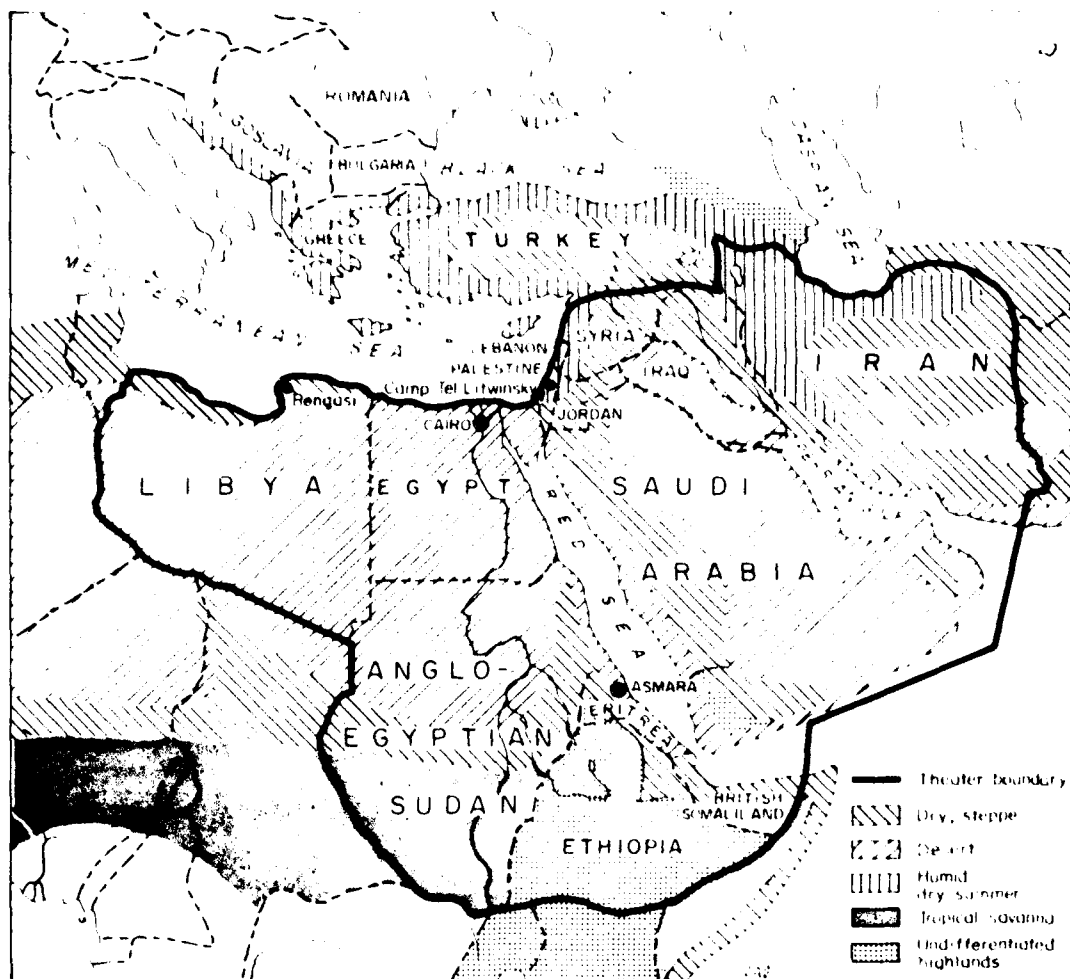 ROMANIA
BULGARIA
SEA
GREECE
TURKEY
SEA
SEA
LEBANON
SYRIA
PALESTINE
IRAQ
IRAN
Camp Tel Litwinsky
Bengasi
JORDAN
CAIRO
LIBYA
EGYPT
SAUDI
RED
ARABIA
SEA
ANGLO-
ASMARA
ERITREA
EGYPTIAN
SUDAN
BRITISH
SOMALILAND
ETHIOPIA
Theater boundary
Dry, steppe
Desert
Humid
dry summer
Tropical savanna
Undifferentiated
highlands